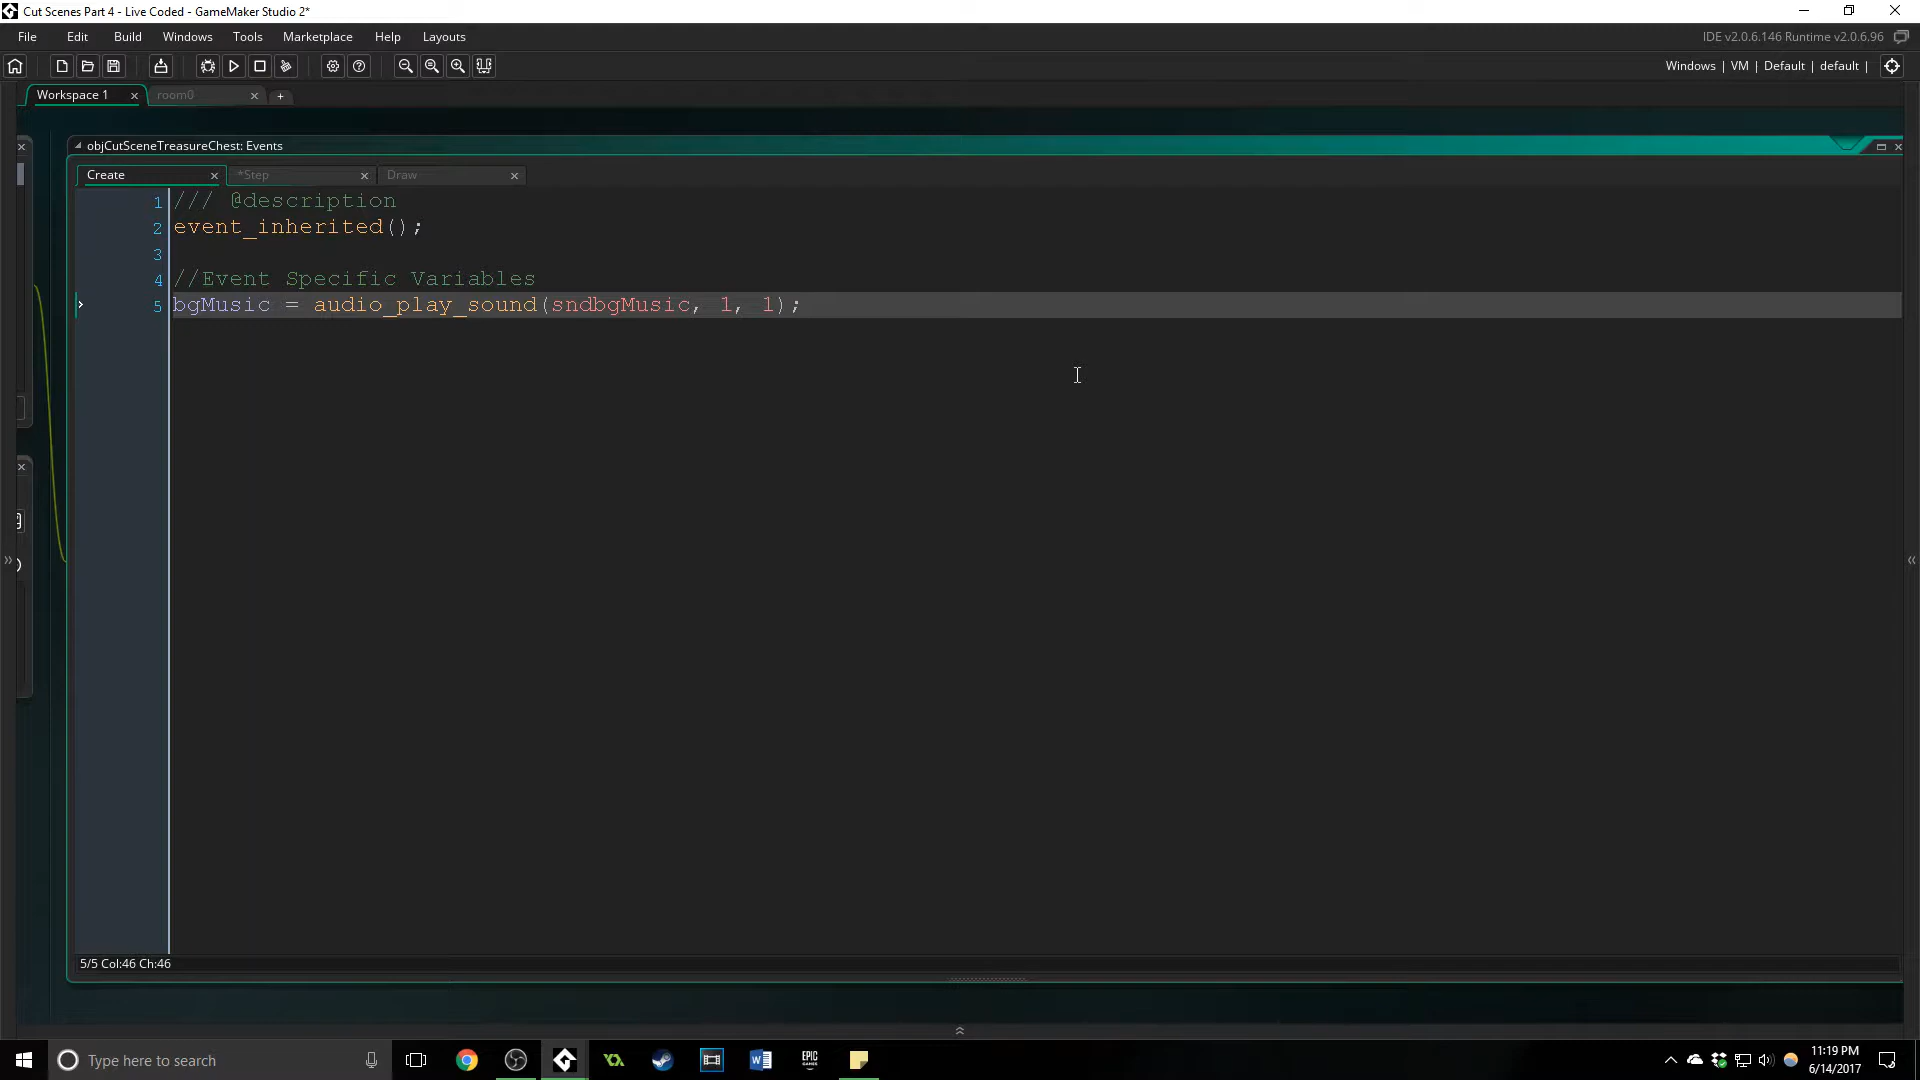 Cut Scenes Part 4 - Live Coded - GameMaker Studio 2*
File Edit Build Windows Tools Marketplace Help Layouts
IDE v2.0.6.146 Runtime v2.0.6.96
Windows | VM | Default | default |
Workspace 1 room0
objCutSceneTreasureChest: Events
Create *Step Draw
1 /// @description
2 event_inherited();
3
4 //Event Specific Variables
5 bgMusic = audio_play_sound(sndbgMusic, 1, 1);
5/5 Col:46 Ch:46
Type here to search
EPIC GAMES
11:19 PM
6/14/2017